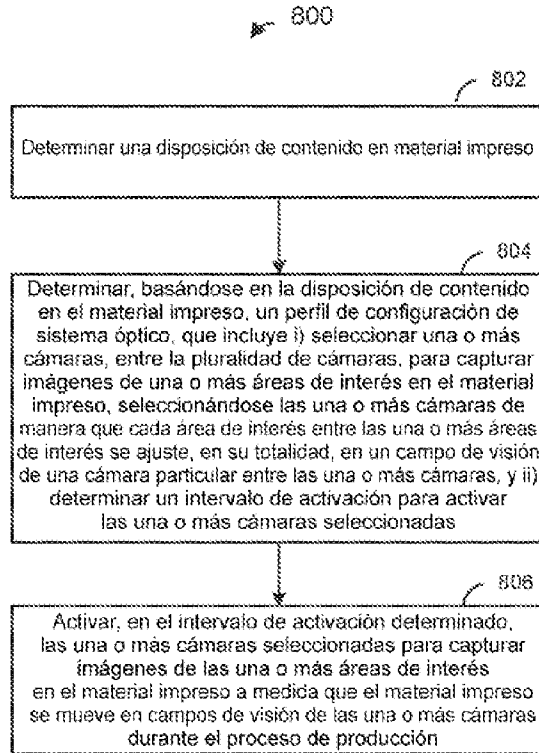 800
802
Determinar una disposición de contenido en material impreso
804
Determinar, basándose en la disposición de contenido
en el material impreso, un perfil de configuración de
sistema óptico, que incluye i) seleccionar una o más
cámaras, entre la pluralidad de cámaras, para capturar
imágenes de una o más áreas de interés en el material
impreso, seleccionándose las una o más cámaras de
manera que cada área de interés entre las una o más áreas
de interés se ajuste, en su totalidad, en un campo de visión
de una cámara particular entre las una o más cámaras, y ii)
determinar un intervalo de activación para activar
las una o más cámaras seleccionadas
806
Activar, en el intervalo de activación determinado,
las una o más cámaras seleccionadas para capturar
imágenes de las una o más áreas de interés
en el material impreso a medida que el material impreso
se mueve en campos de visión de las una o más cámaras
durante el proceso de producción